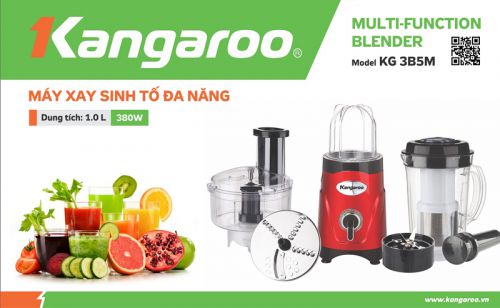 1Kangaroo®
MULTI-FUNCTION
BLENDER
Model KG 3B5M
MÁY XAY SINH TỐ ĐA NĂNG
Dung tích: 1.0 L 380W
Kangaroo
www.kangaroo.vn